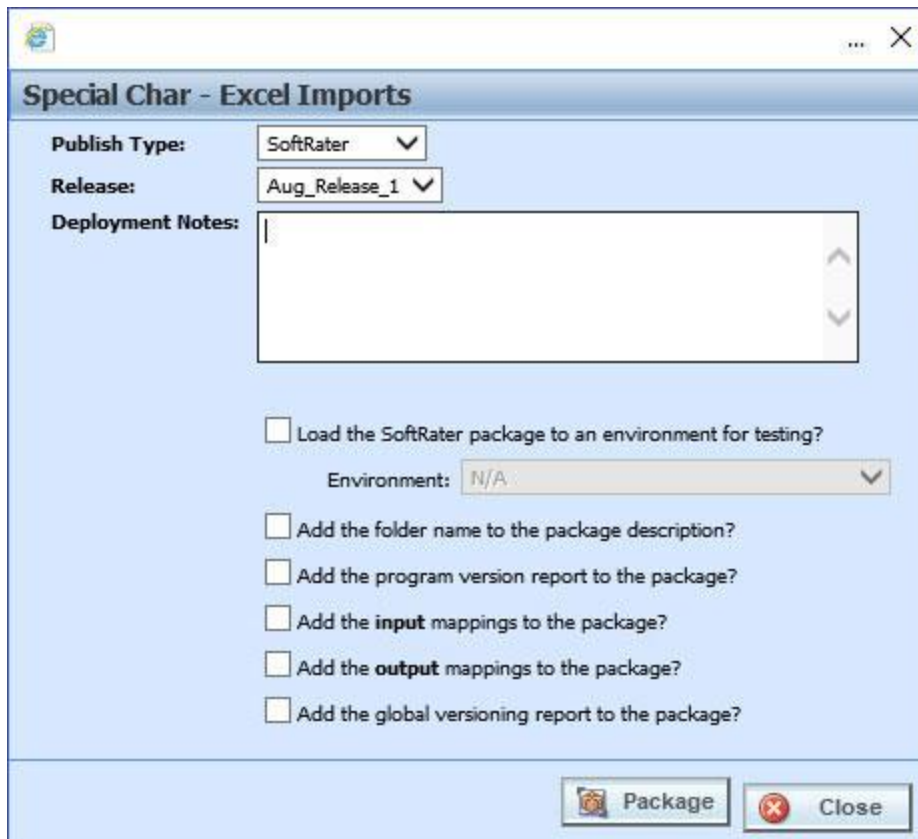 ...
Special Char - Excel Imports
Publish Type: SoftRater
Release: Aug_Release_1
Deployment Notes:
Load the SoftRater package to an environment for testing?
Environment: N/A
Add the folder name to the package description?
Add the program version report to the package?
Add the input mappings to the package?
Add the output mappings to the package?
Add the global versioning report to the package?
Package Close